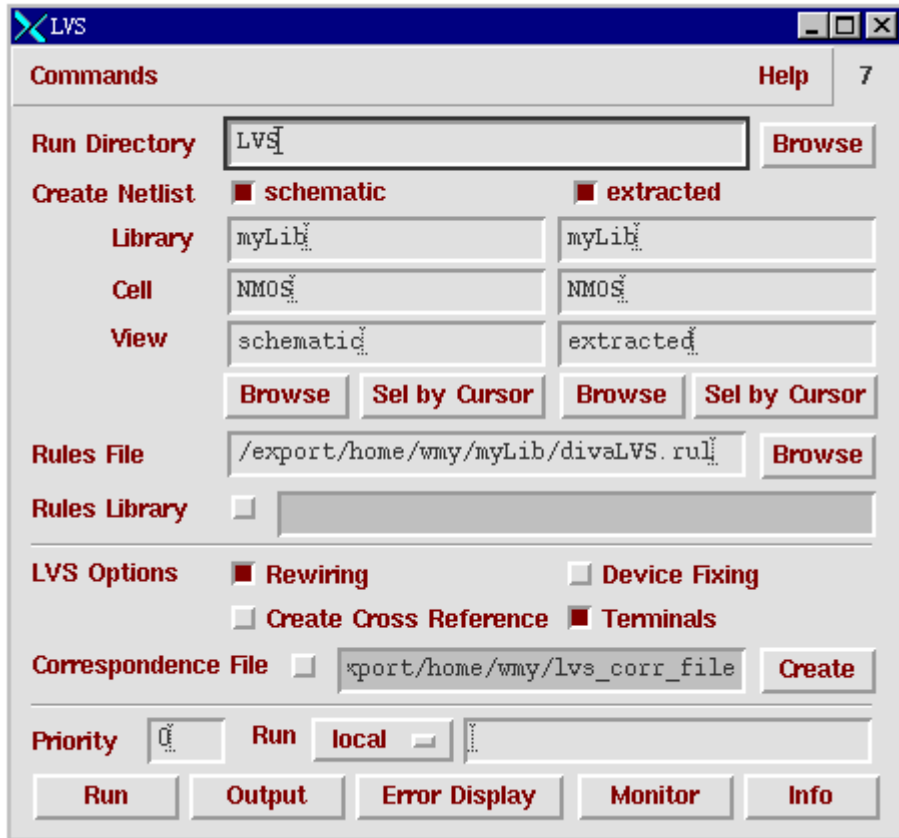 LVS
Commands Help 7
Run Directory LVS Browse
Create Netlist schematic extracted
Library myLib myLib
Cell NMOS NMOS
View schematic extracted
Browse Sel by Cursor Browse Sel by Cursor
Rules File /export/home/wmy/myLib/divaLVS.rul Browse
Rules Library
LVS Options Rewiring Device Fixing
Create Cross Reference Terminals
Correspondence File xport/home/wmy/lvs_corr_file Create
Priority 0 Run local
Run Output Error Display Monitor Info